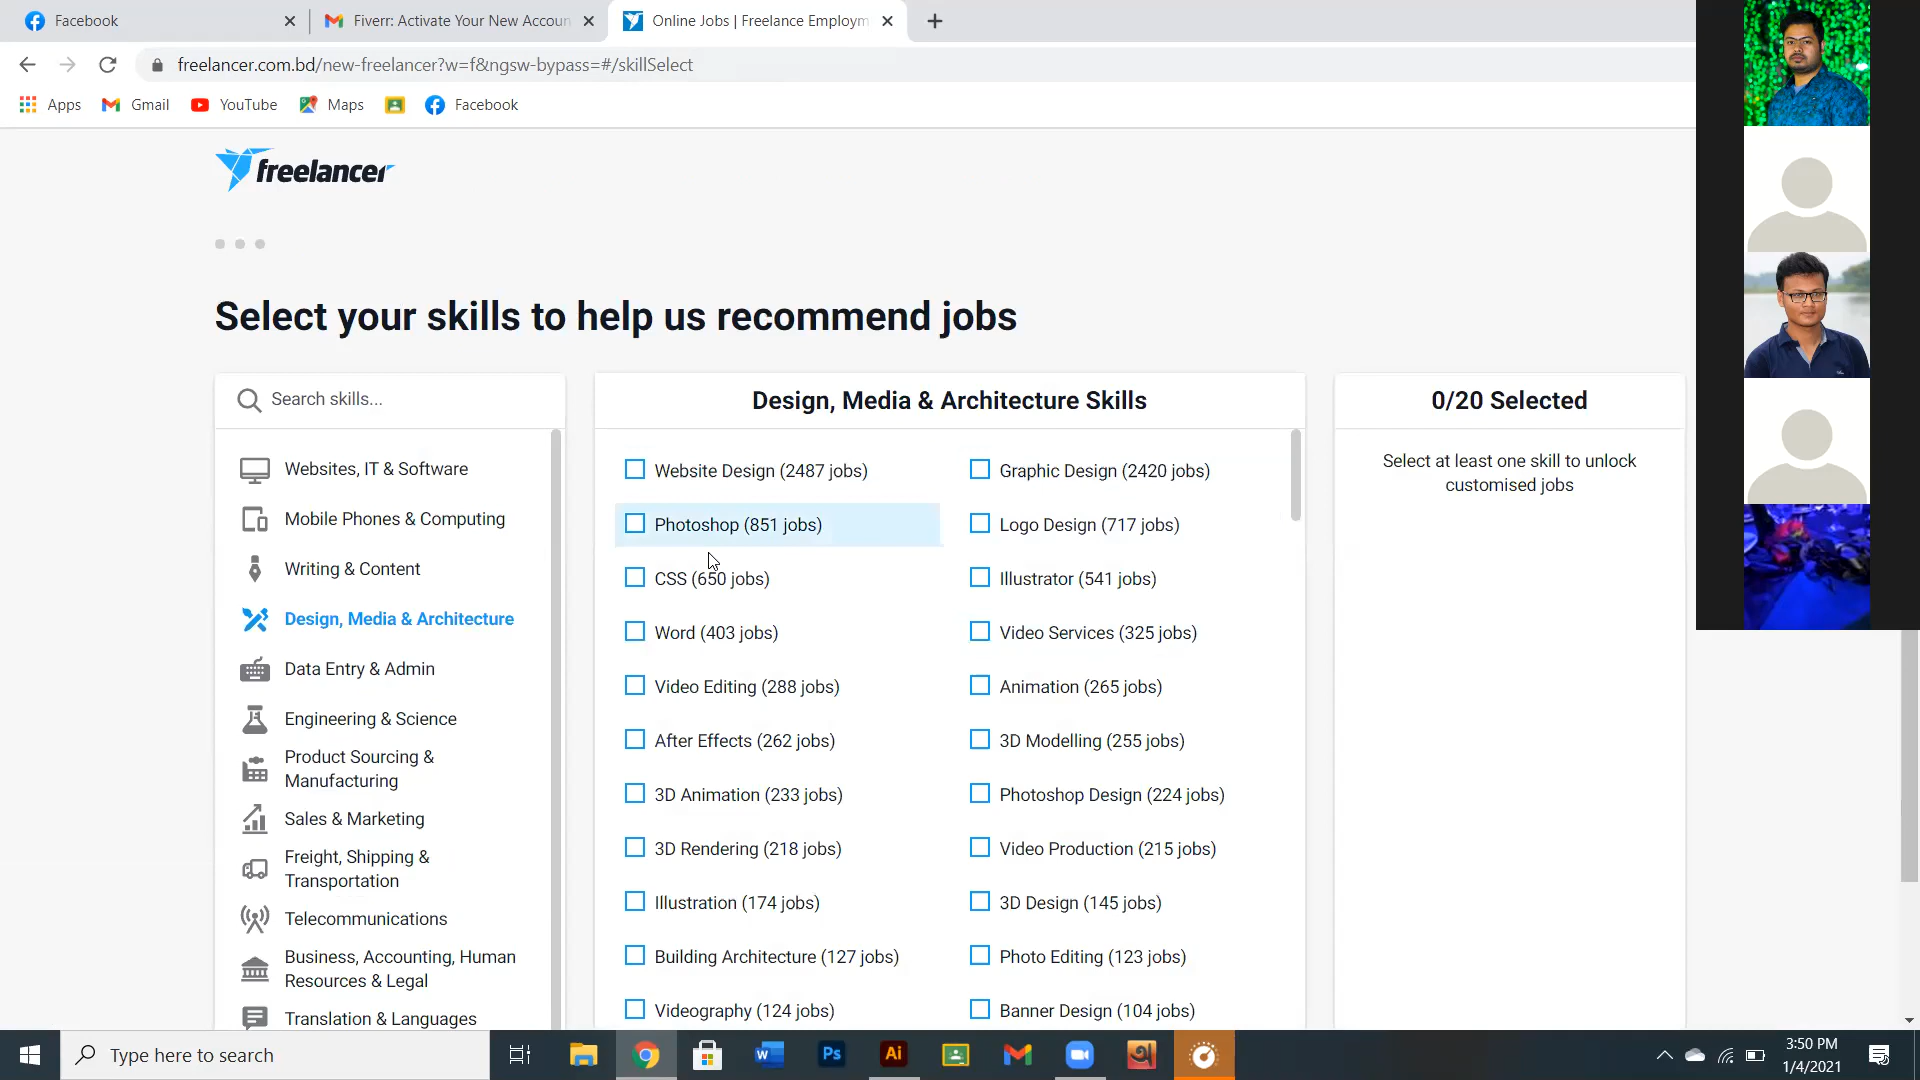 Facebook
Fiverr: Activate Your New Accoun
Online Jobs | Freelance Employm
freelancer.com.bd/new-freelancer?w=f&ngsw-bypass=#/skillSelect
Apps
Gmail
YouTube
Maps
Facebook
freelancer
Select your skills to help us recommend jobs
Search skills...
Websites, IT & Software
Mobile Phones & Computing
Writing & Content
Design, Media & Architecture
Data Entry & Admin
Engineering & Science
Product Sourcing &
Manufacturing
Sales & Marketing
Freight, Shipping &
Transportation
Telecommunications
Business, Accounting, Human
Resources & Legal
Translation & Languages
Design, Media & Architecture Skills
Website Design (2487 jobs)
Graphic Design (2420 jobs)
Photoshop (851 jobs)
Logo Design (717 jobs)
CSS (650 jobs)
Illustrator (541 jobs)
Word (403 jobs)
Video Services (325 jobs)
Video Editing (288 jobs)
Animation (265 jobs)
After Effects (262 jobs)
3D Modelling (255 jobs)
3D Animation (233 jobs)
Photoshop Design (224 jobs)
3D Rendering (218 jobs)
Video Production (215 jobs)
Illustration (174 jobs)
3D Design (145 jobs)
Building Architecture (127 jobs)
Photo Editing (123 jobs)
Videography (124 jobs)
Banner Design (104 jobs)
0/20 Selected
Select at least one skill to unlock
customised jobs
Type here to search
W
Ps
Ai
অ
3:50 PM
1/4/2021